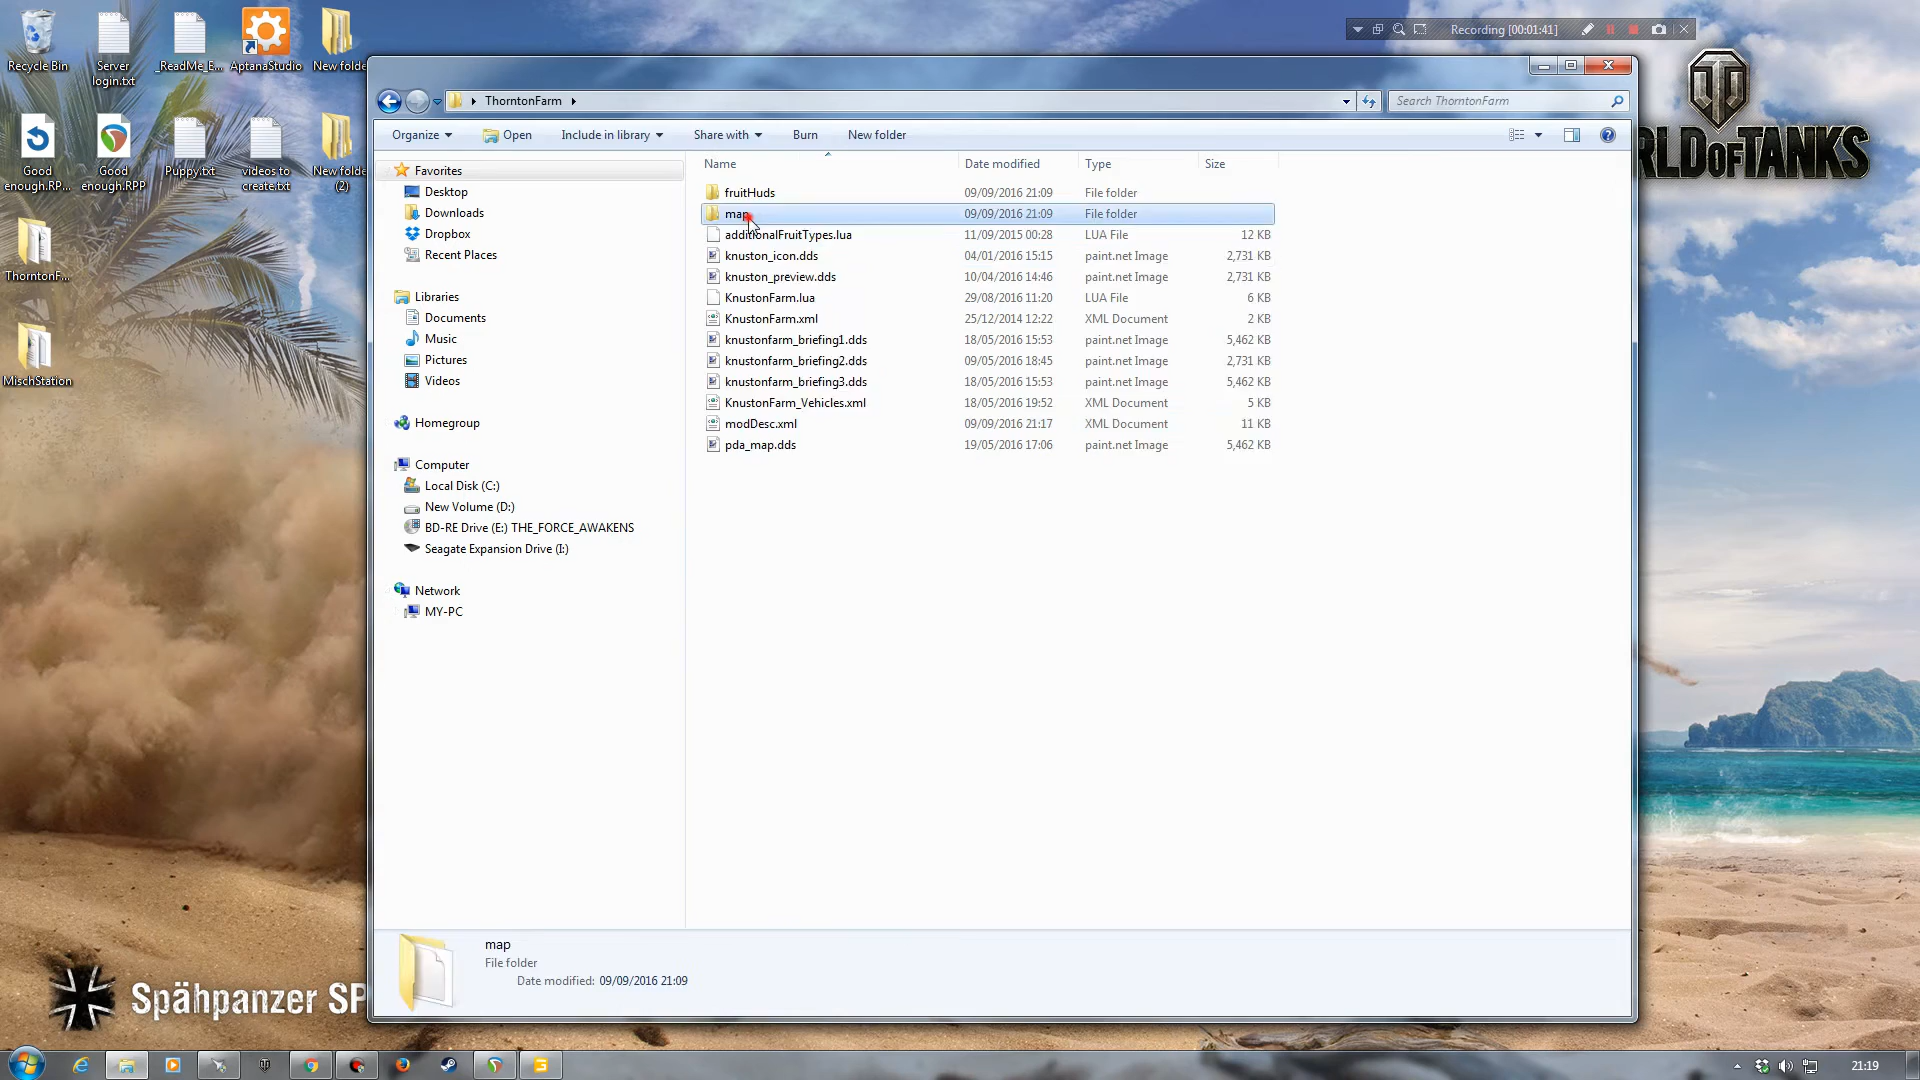 Recording [00:01:41]
Recycle Bin
Server login.txt
_ReadMe_E...
AptanaStudio
New folde
Good enough.RP...
Good enough.RPP
Puppy.txt
videos to create.txt
New folde (2)
ThorntonF...
MischStation
ThorntonFarm
Search ThorntonFarm
Organize
Open
Include in library
Share with
Burn
New folder
Favorites
Desktop
Downloads
Dropbox
Recent Places
Libraries
Documents
Music
Pictures
Videos
Homegroup
Computer
Local Disk (C:)
New Volume (D:)
BD-RE Drive (E:) THE_FORCE_AWAKENS
Seagate Expansion Drive (I:)
Network
MY-PC
Name Date modified Type Size
fruitHuds 09/09/2016 21:09 File folder
map 09/09/2016 21:09 File folder
additionalFruitTypes.lua 11/09/2015 00:28 LUA File 12 KB
knuston_icon.dds 04/01/2016 15:15 paint.net Image 2,731 KB
knuston_preview.dds 10/04/2016 14:46 paint.net Image 2,731 KB
KnustonFarm.lua 29/08/2016 11:20 LUA File 6 KB
KnustonFarm.xml 25/12/2014 12:22 XML Document 2 KB
knustonfarm_briefing1.dds 18/05/2016 15:53 paint.net Image 5,462 KB
knustonfarm_briefing2.dds 09/05/2016 18:45 paint.net Image 2,731 KB
knustonfarm_briefing3.dds 18/05/2016 15:53 paint.net Image 5,462 KB
KnustonFarm_Vehicles.xml 18/05/2016 19:52 XML Document 5 KB
modDesc.xml 09/09/2016 21:17 XML Document 11 KB
pda_map.dds 19/05/2016 17:06 paint.net Image 5,462 KB
map
File folder
Date modified: 09/09/2016 21:09
RLD OF TANKS
Spähpanzer SP
21:19